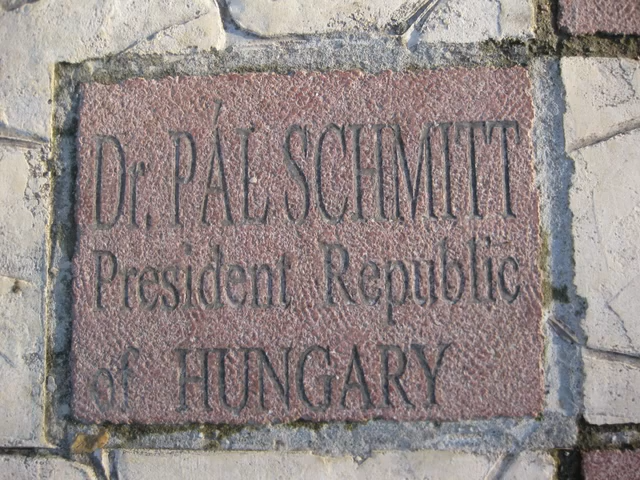 Dr. PÁL SCHMITT
President Republic
of HUNGARY